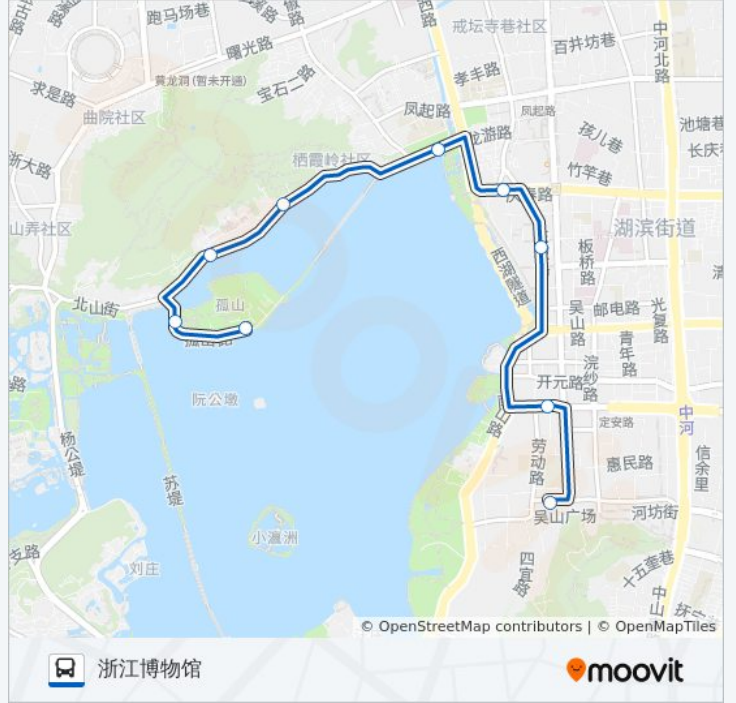 跑马场巷
戒坛寺巷社区
曙光路
百井坊巷
中河北路
黄龙洞 (暂未开通)
宝石二路
孝丰路
求是路
曲院社区
凤起路
凤起路
池塘巷
龙游路
孩儿巷
长庆
浙大路
栖霞岭社区
竹竿巷
山弄社区
湖滨街道
西湖隧道
板桥路
北山街
孤山
吴山路
邮电路
光复路
青年路
浣纱路
开元路
阮公墩
中河
定安路
杨公堤
劳动路
惠民路
信余里
苏堤
吴山广场
河坊街
小瀛洲
刘庄
四宜路
十五奎巷
中山
© OpenStreetMap contributors | © OpenMapTiles
浙江博物馆
moovit